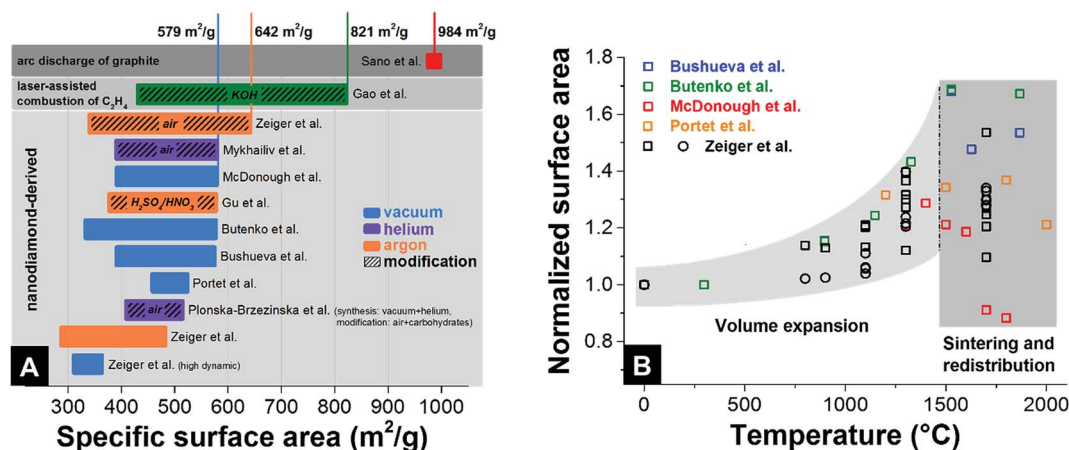 579 m²/g 642 m²/g 821 m²/g 984 m²/g
arc discharge of graphite
Sano et al.
laser-assisted
combustion of C₂H₄
KOH
Gao et al.
nanodiamond-derived
air
Zeiger et al.
air
Mykhailiv et al.
McDonough et al.
H₂SO₄/HNO₃
Gu et al.
Butenko et al.
Bushueva et al.
Portet et al.
air
Plonska-Brzezinska et al. (synthesis: vacuum+helium,
modification: air+carbohydrates)
Zeiger et al.
Zeiger et al. (high dynamic)
vacuum
helium
argon
modification
A
300 400 500 600 700 800 900 1000
Specific surface area (m²/g)
Normalized surface area
1.8
1.6
1.4
1.2
1.0
0.8
Bushueva et al.
Butenko et al.
McDonough et al.
Portet et al.
Zeiger et al.
Volume expansion
Sintering and
redistribution
B
0 500 1000 1500 2000
Temperature (°C)